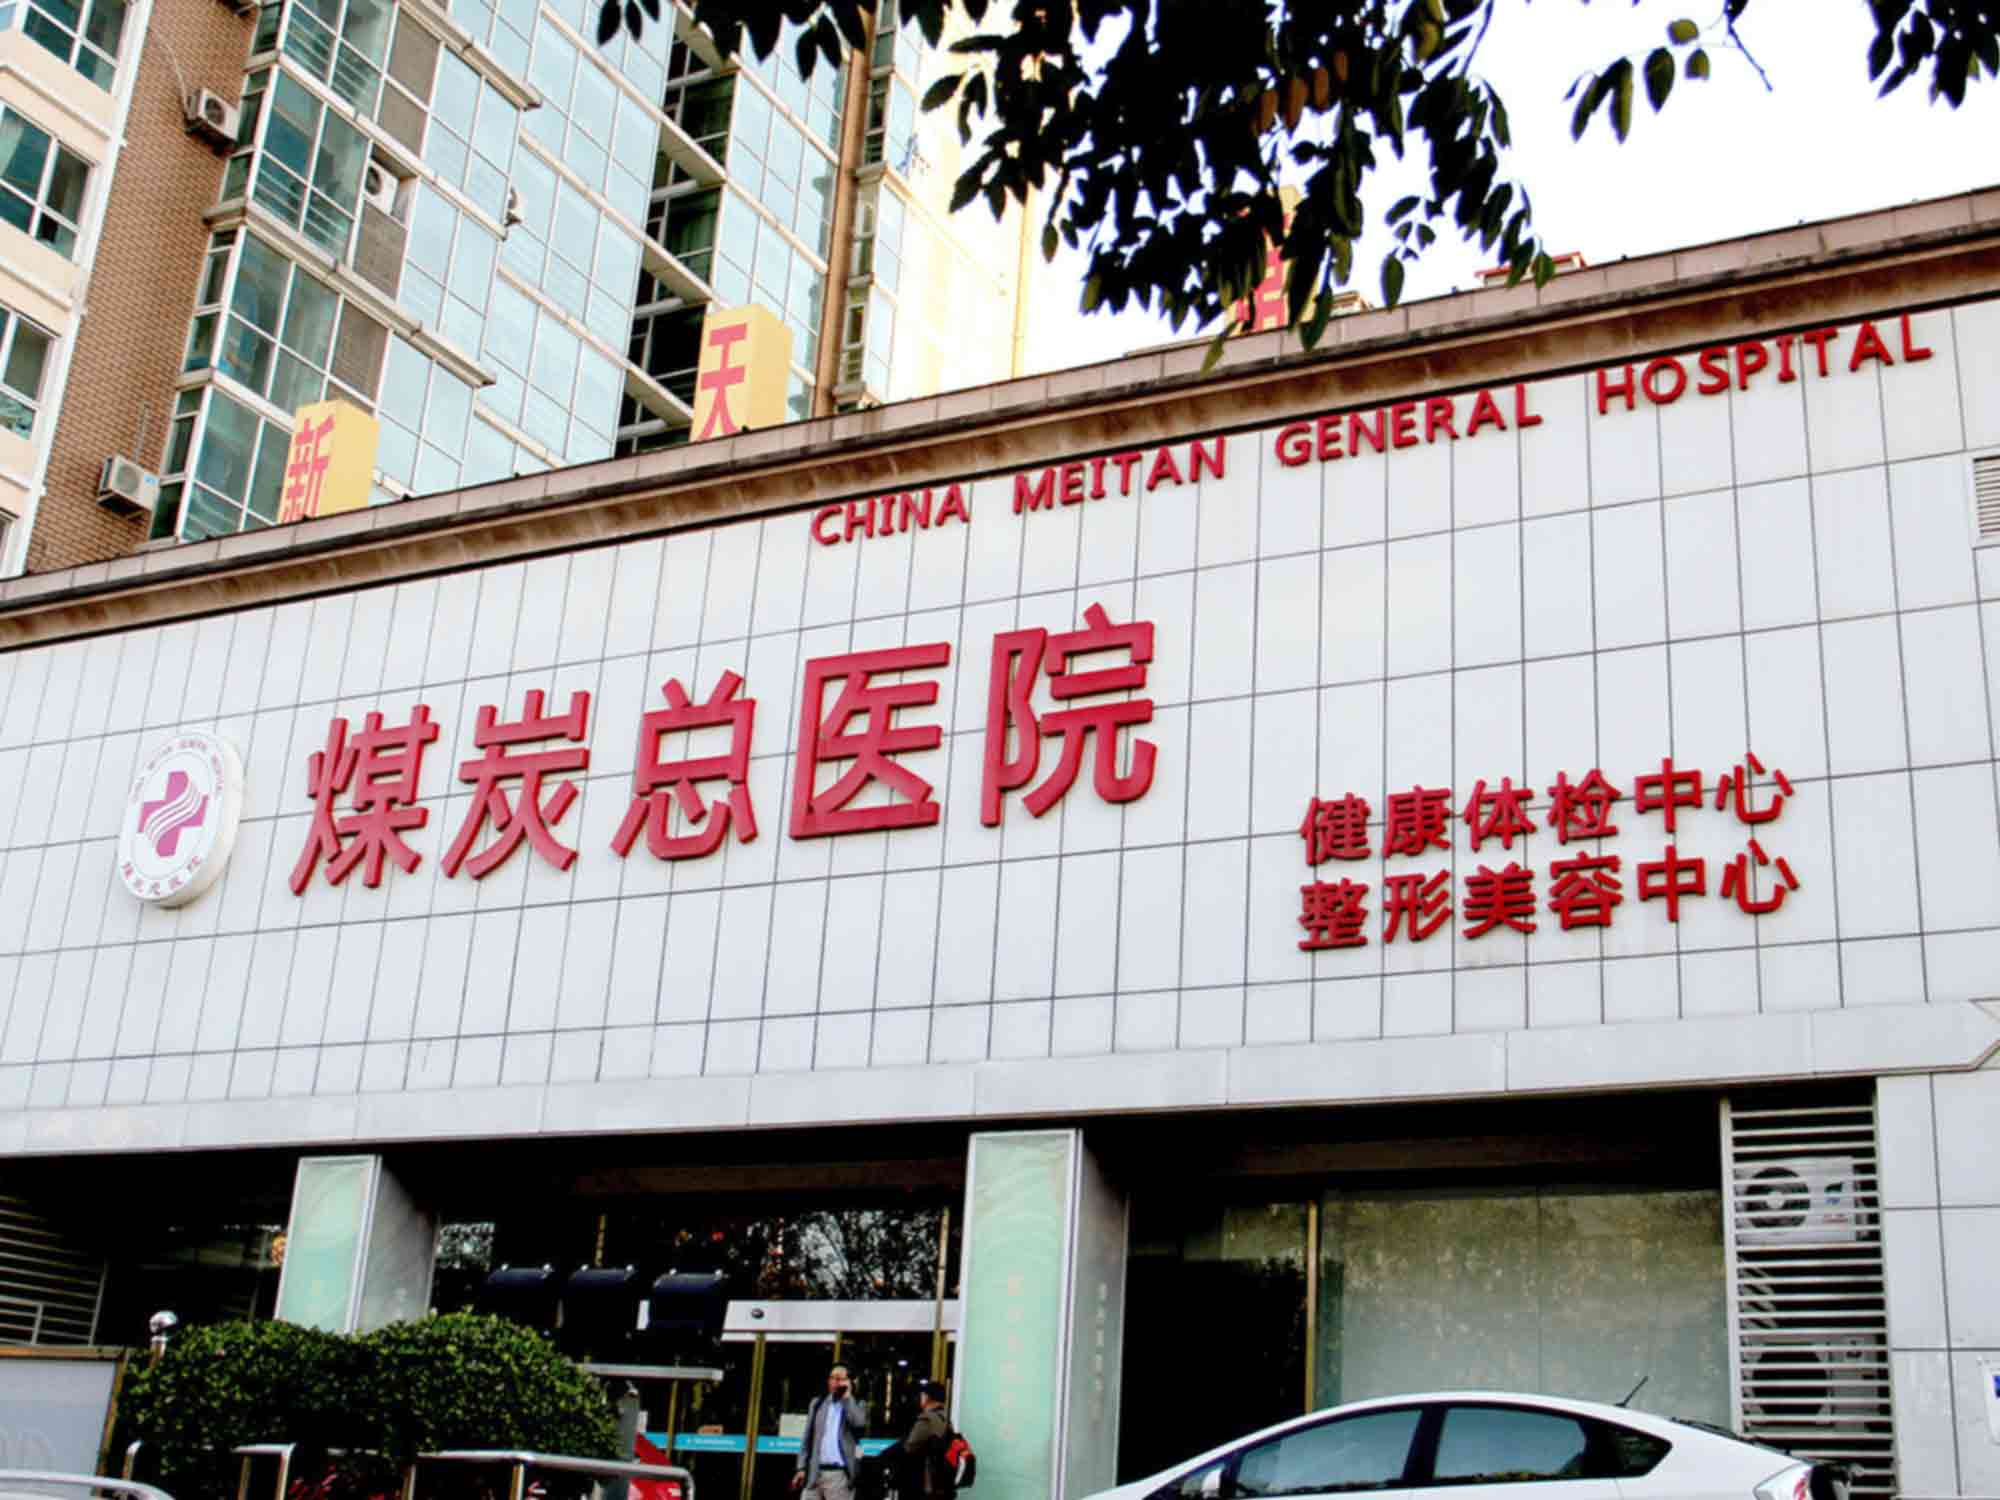 新
天
CHINA MEITAN GENERAL HOSPITAL
煤炭总医院
健康体检中心
整形美容中心